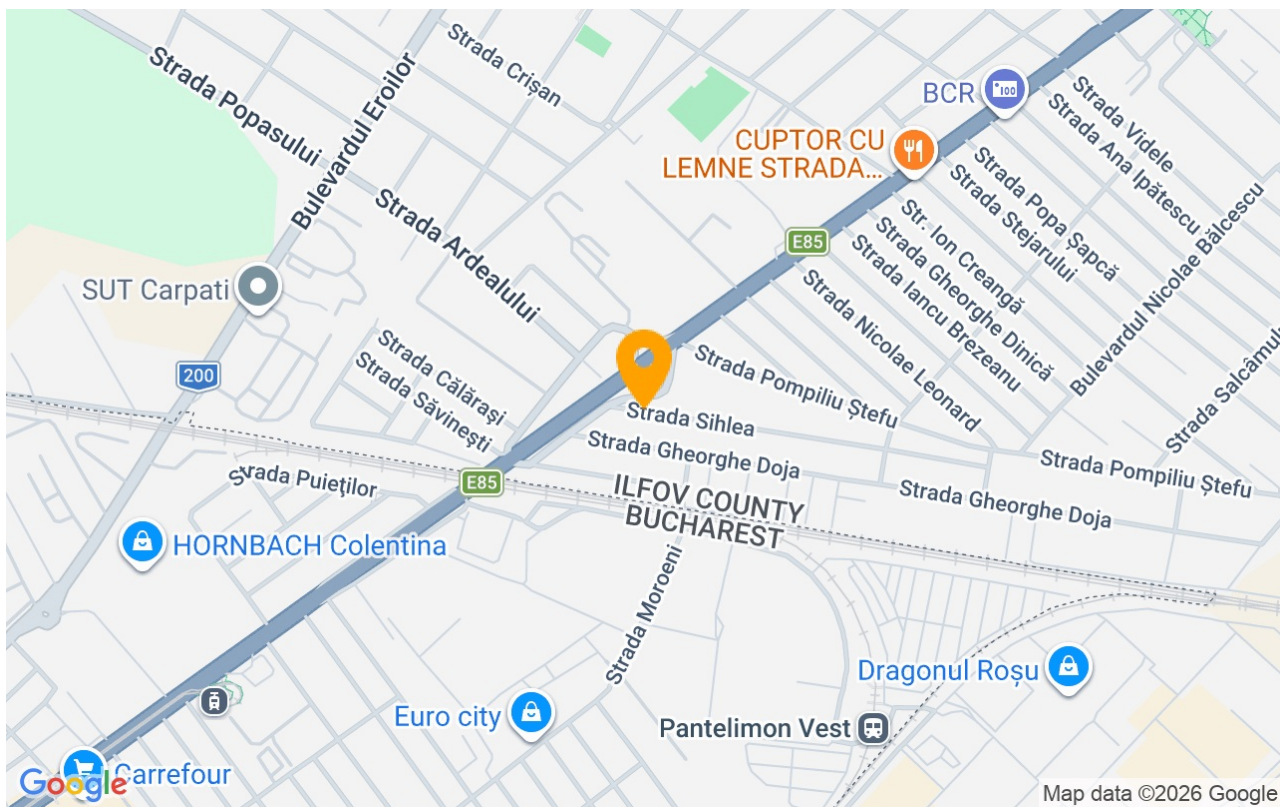 Strada Popasului
Bulevardul Eroilor
Strada Crișan
BCR
CUPTOR CU
LEMNE STRADA...
Strada Videle
Strada Ana Ipătescu
Strada Popa Șapcă
Strada Stejarului
Bulevardul Nicolae Bălcescu
Str. Ion Creangă
Strada Gheorghe Dinică
Strada Iancu Brezeanu
E85
Strada Ardealului
SUT Carpati
Strada Nicolae Leonard
Strada Salcâmul
200
Strada Călărași
Strada Săvinești
Strada Pompiliu Ștefu
Strada Sihlea
Strada Gheorghe Doja
Strada Pompiliu Ștefu
E85
Strada Puieților
ILFOV COUNTY
BUCHAREST
Strada Gheorghe Doja
HORNBACH Colentina
Strada Moroeni
Dragonul Roșu
Euro city
Pantelimon Vest
Carrefour
Google
Map data ©2026 Google